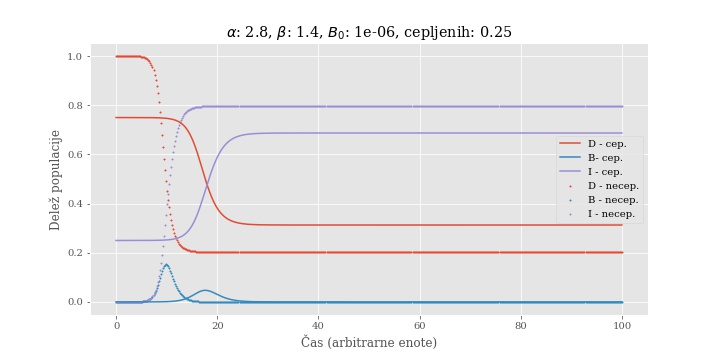 α: 2.8, β: 1.4, B₀: 1e-06, cepljenih: 0.25
1.0
0.8
0.6
0.4
0.2
0.0
Delež populacije
D - cep.
B- cep.
I - cep.
D - necep.
B - necep.
I - necep.
0
20
40
60
80
100
Čas (arbitrarne enote)